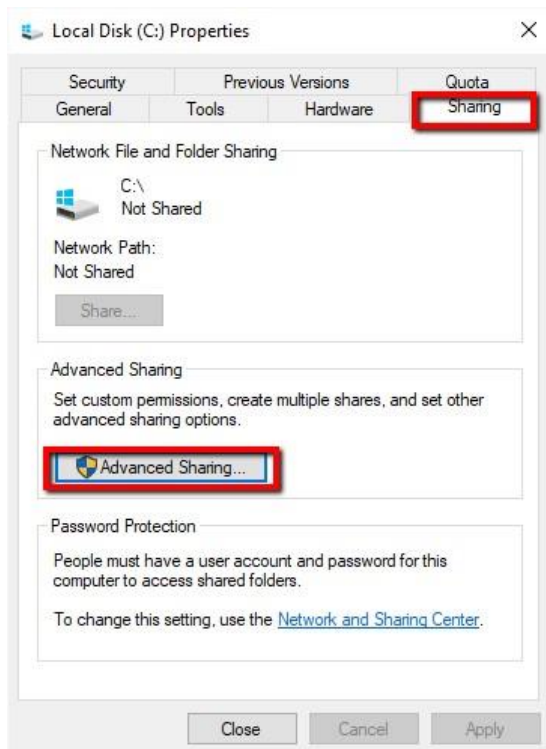 Local Disk (C:) Properties
Security Previous Versions Quota
General Tools Hardware Sharing
Network File and Folder Sharing
C:\
Not Shared
Network Path:
Not Shared
Share...
Advanced Sharing
Set custom permissions, create multiple shares, and set other
advanced sharing options.
Advanced Sharing...
Password Protection
People must have a user account and password for this
computer to access shared folders.
To change this setting, use the Network and Sharing Center.
Close Cancel Apply